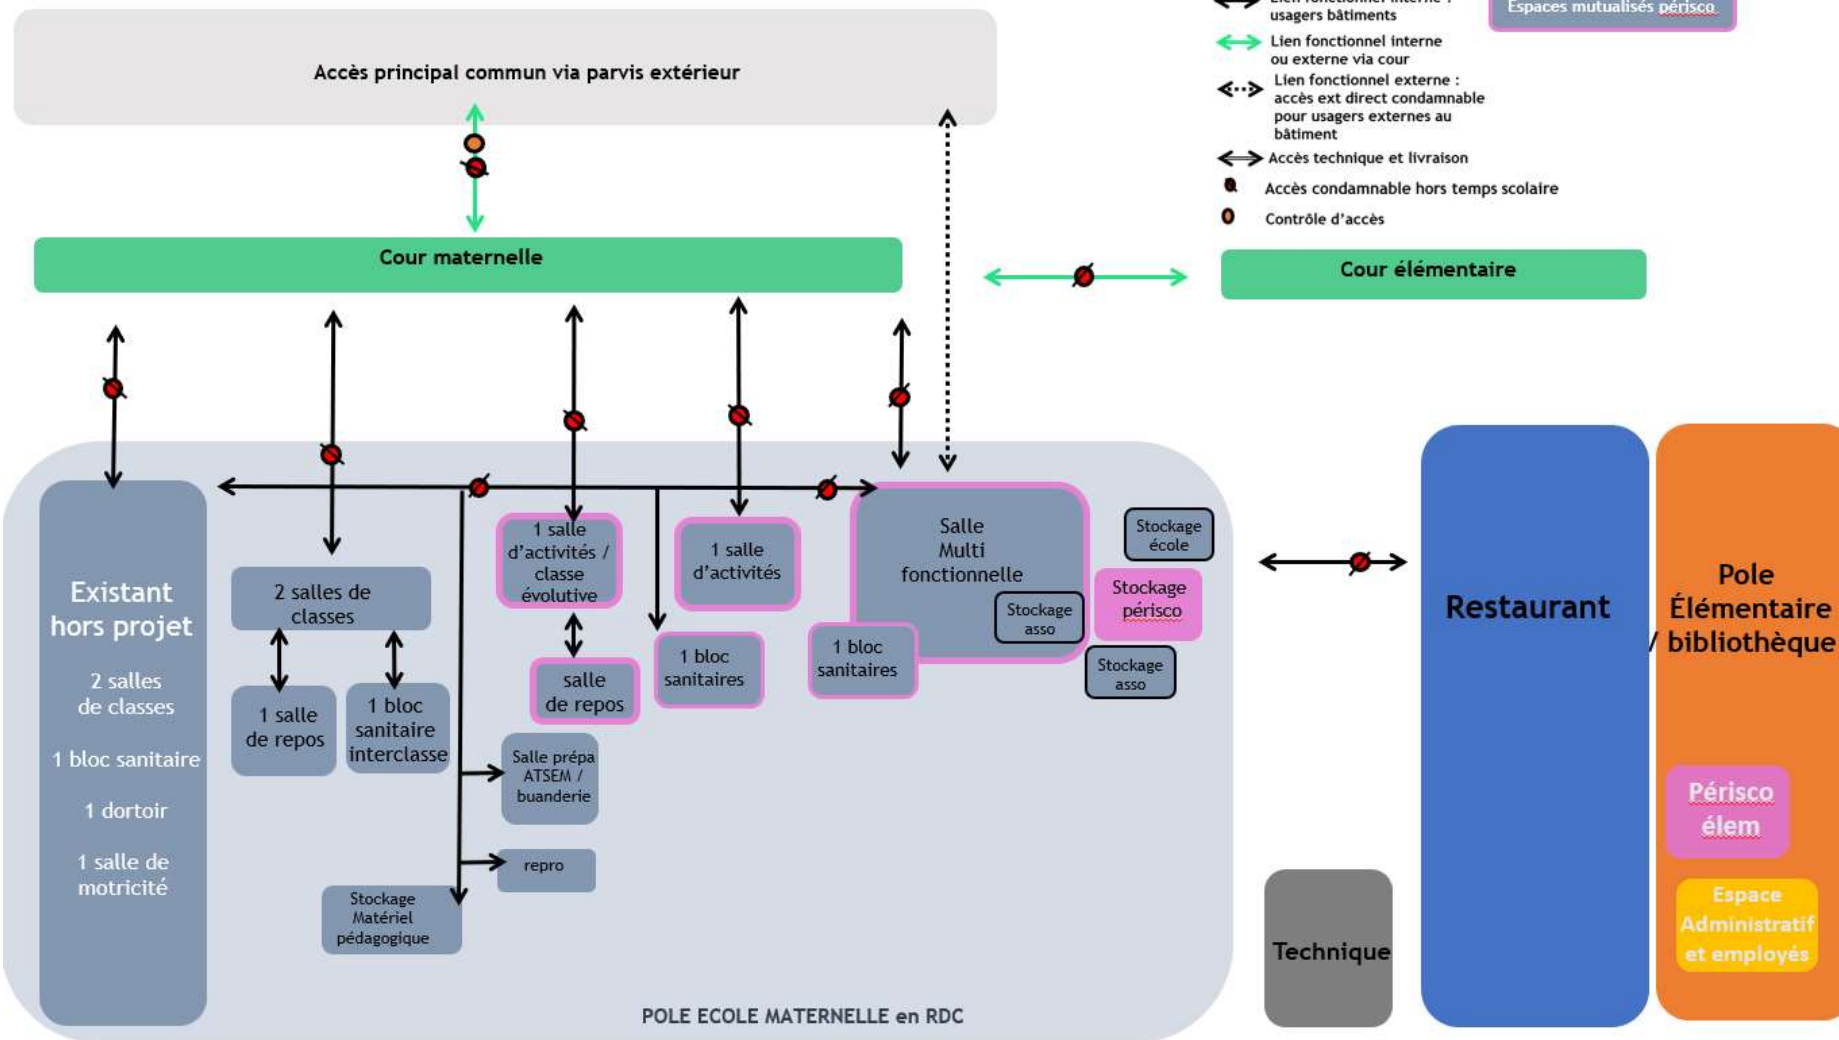 Lien fonctionnel interne :
usagers bâtiments
Espaces mutualisés périsco
Lien fonctionnel interne
ou externe via cour
Lien fonctionnel externe :
accès ext direct condamnable
pour usagers externes au
bâtiment
Accès technique et livraison
Accès condamnable hors temps scolaire
Contrôle d'accès
Accès principal commun via parvis extérieur
Cour maternelle
Cour élémentaire
Existant
hors projet
2 salles
de classes
1 bloc sanitaire
1 dortoir
1 salle de
motricité
2 salles de
classes
1 salle
de repos
1 bloc
sanitaire
interclasse
1 salle
d'activités /
classe
évolutive
salle
de repos
1 salle
d'activités
1 bloc
sanitaires
Salle
Multi
fonctionnelle
1 bloc
sanitaires
Stockage
asso
Stockage
école
Stockage
périsco
Stockage
asso
Salle prépa
ATSEM /
buanderie
repro
Stockage
Matériel
pédagogique
POLE ECOLE MATERNELLE en RDC
Technique
Restaurant
Pole
Élémentaire
/ bibliothèque
Périsco
élem
Espace
Administratif
et employés